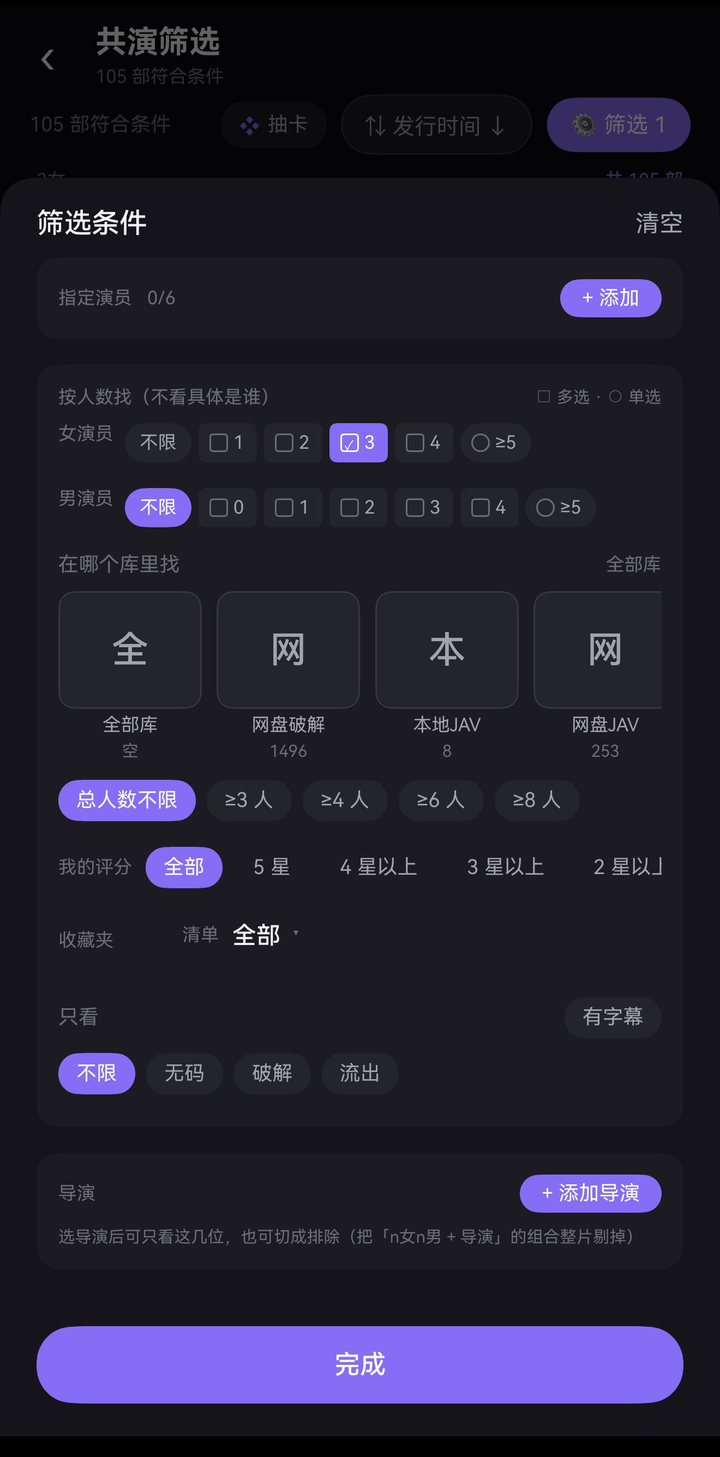 共演筛选
105 部符合条件
105 部符合条件 抽卡 发行时间 ↓ 筛选 1
筛选条件 清空
指定演员 0/6 + 添加
按人数找（不看具体是谁） □ 多选 · ○ 单选
女演员 不限 1 2 3 4 ≥5
男演员 不限 0 1 2 3 4 ≥5
在哪个库里找 全部库
全 网 本 网
全部库 网盘破解 本地JAV 网盘JAV
空 1496 8 253
总人数不限 ≥3 人 ≥4 人 ≥6 人 ≥8 人
我的评分 全部 5 星 4 星以上 3 星以上 2 星以上
收藏夹 清单 全部
只看 有字幕
不限 无码 破解 流出
导演 + 添加导演
选导演后可只看这几位，也可切成排除（把「n女n男 + 导演」的组合整片剔掉）
完成